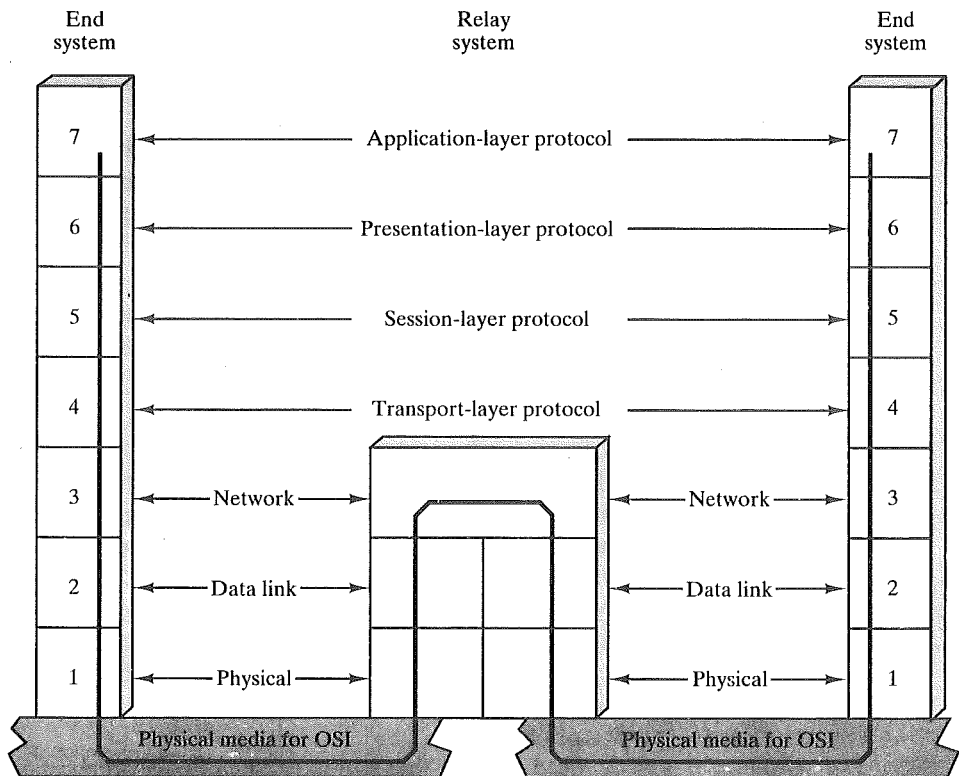 End system
Relay system
End system
7
Application-layer protocol
7
6
Presentation-layer protocol
6
5
Session-layer protocol
5
4
Transport-layer protocol
4
3
Network
Network
3
2
Data link
Data link
2
1
Physical
Physical
1
Physical media for OSI
Physical media for OSI